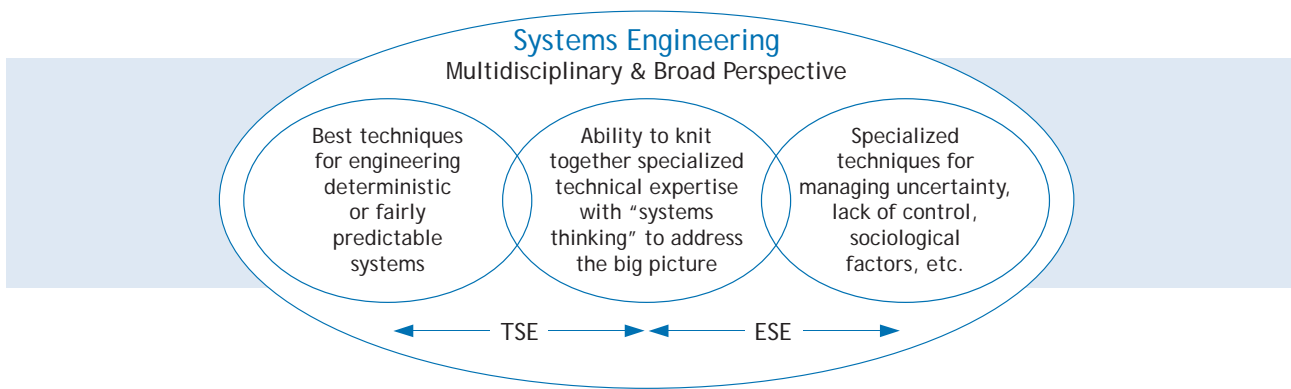 Systems Engineering
Multidisciplinary & Broad Perspective
Best techniques
for engineering
deterministic
or fairly
predictable
systems
Ability to knit
together specialized
technical expertise
with “systems
thinking” to address
the big picture
Specialized
techniques for
managing uncertainty,
lack of control,
sociological
factors, etc.
TSE
ESE